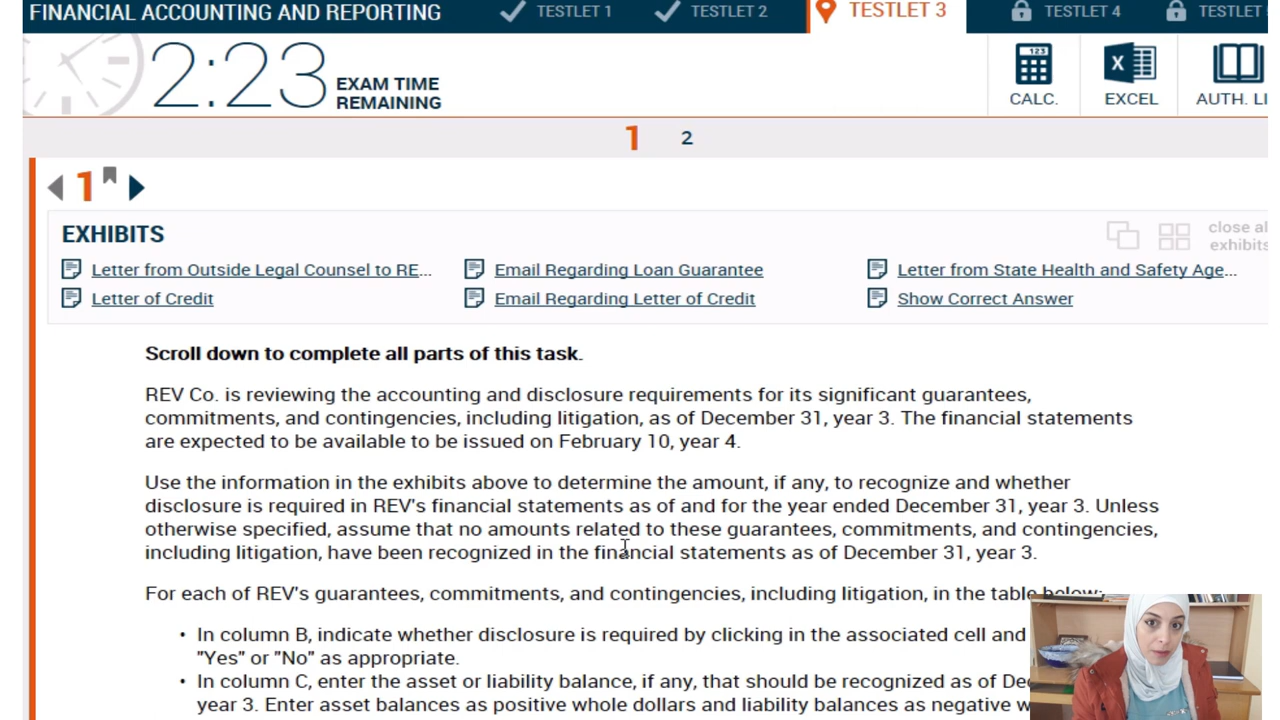 FINANCIAL ACCOUNTING AND REPORTING
TESTLET 1
TESTLET 2
TESTLET 3
TESTLET 4
TESTLET
2:23
EXAM TIME
REMAINING
123
CALC.
X
EXCEL
AUTH. LI
1 2
1
EXHIBITS
close al
exhibits
Letter from Outside Legal Counsel to RE...
Email Regarding Loan Guarantee
Letter from State Health and Safety Age...
Letter of Credit
Email Regarding Letter of Credit
Show Correct Answer
Scroll down to complete all parts of this task.
REV Co. is reviewing the accounting and disclosure requirements for its significant guarantees,
commitments, and contingencies, including litigation, as of December 31, year 3. The financial statements
are expected to be available to be issued on February 10, year 4.
Use the information in the exhibits above to determine the amount, if any, to recognize and whether
disclosure is required in REV's financial statements as of and for the year ended December 31, year 3. Unless
otherwise specified, assume that no amounts related to these guarantees, commitments, and contingencies,
including litigation, have been recognized in the financial statements as of December 31, year 3.
For each of REV's guarantees, commitments, and contingencies, including litigation, in the table below:
• In column B, indicate whether disclosure is required by clicking in the associated cell and
"Yes" or "No" as appropriate.
• In column C, enter the asset or liability balance, if any, that should be recognized as of De
year 3. Enter asset balances as positive whole dollars and liability balances as negative w